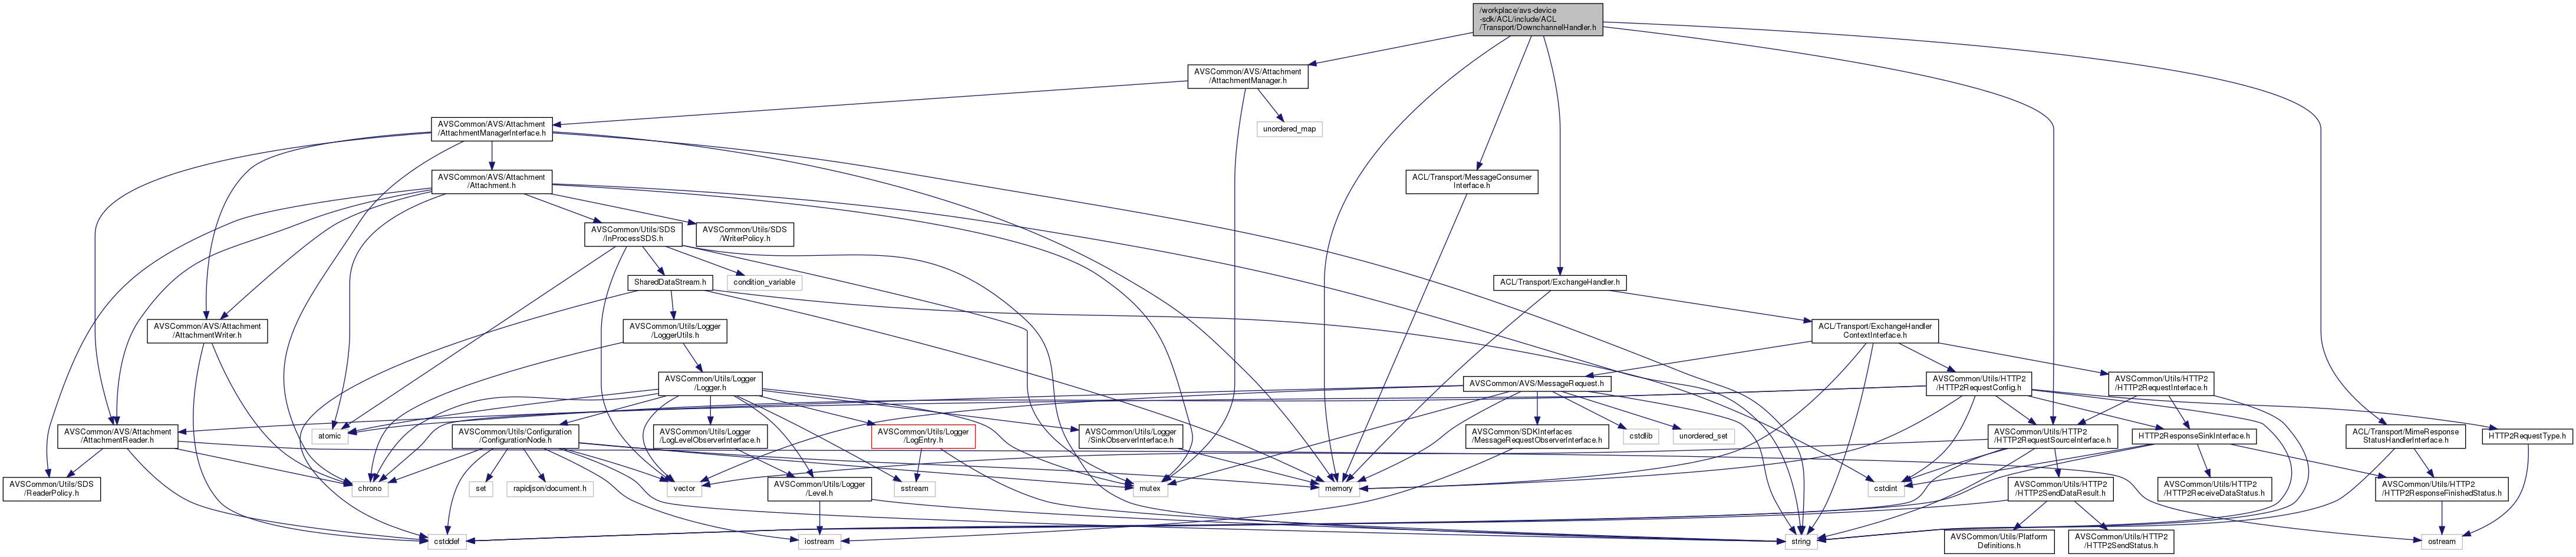 /workplace/avs-device
-sdk/ACL/include/ACL
/Transport/DownchannelHandler.h
AVSCommon/AVS/Attachment
/AttachmentManager.h
AVSCommon/AVS/Attachment
/AttachmentManagerInterface.h
unordered_map
AVSCommon/AVS/Attachment
/Attachment.h
ACL/Transport/MessageConsumer
Interface.h
AVSCommon/Utils/SDS
/InProcessSDS.h
AVSCommon/Utils/SDS
/WriterPolicy.h
SharedDataStream.h
condition_variable
ACL/Transport/ExchangeHandler.h
AVSCommon/AVS/Attachment
/AttachmentWriter.h
AVSCommon/Utils/Logger
/LoggerUtils.h
ACL/Transport/ExchangeHandler
ContextInterface.h
AVSCommon/Utils/Logger
/Logger.h
AVSCommon/AVS/MessageRequest.h
AVSCommon/Utils/HTTP2
/HTTP2RequestConfig.h
AVSCommon/Utils/HTTP2
/HTTP2RequestInterface.h
AVSCommon/AVS/Attachment
/AttachmentReader.h
atomic
AVSCommon/Utils/Configuration
/ConfigurationNode.h
AVSCommon/Utils/Logger
/LogLevelObserverInterface.h
AVSCommon/Utils/Logger
/LogEntry.h
AVSCommon/Utils/Logger
/SinkObserverInterface.h
AVSCommon/SDKInterfaces
/MessageRequestObserverInterface.h
cstdlib
unordered_set
AVSCommon/Utils/HTTP2
/HTTP2RequestSourceInterface.h
HTTP2ResponseSinkInterface.h
ACL/Transport/MimeResponse
StatusHandlerInterface.h
HTTP2RequestType.h
AVSCommon/Utils/SDS
/ReaderPolicy.h
chrono
set
rapidjson/document.h
vector
AVSCommon/Utils/Logger
/Level.h
sstream
mutex
memory
cstdint
AVSCommon/Utils/HTTP2
/HTTP2SendDataResult.h
AVSCommon/Utils/HTTP2
/HTTP2ReceiveDataStatus.h
AVSCommon/Utils/HTTP2
/HTTP2ResponseFinishedStatus.h
cstddef
iostream
string
AVSCommon/Utils/Platform
Definitions.h
AVSCommon/Utils/HTTP2
/HTTP2SendStatus.h
ostream